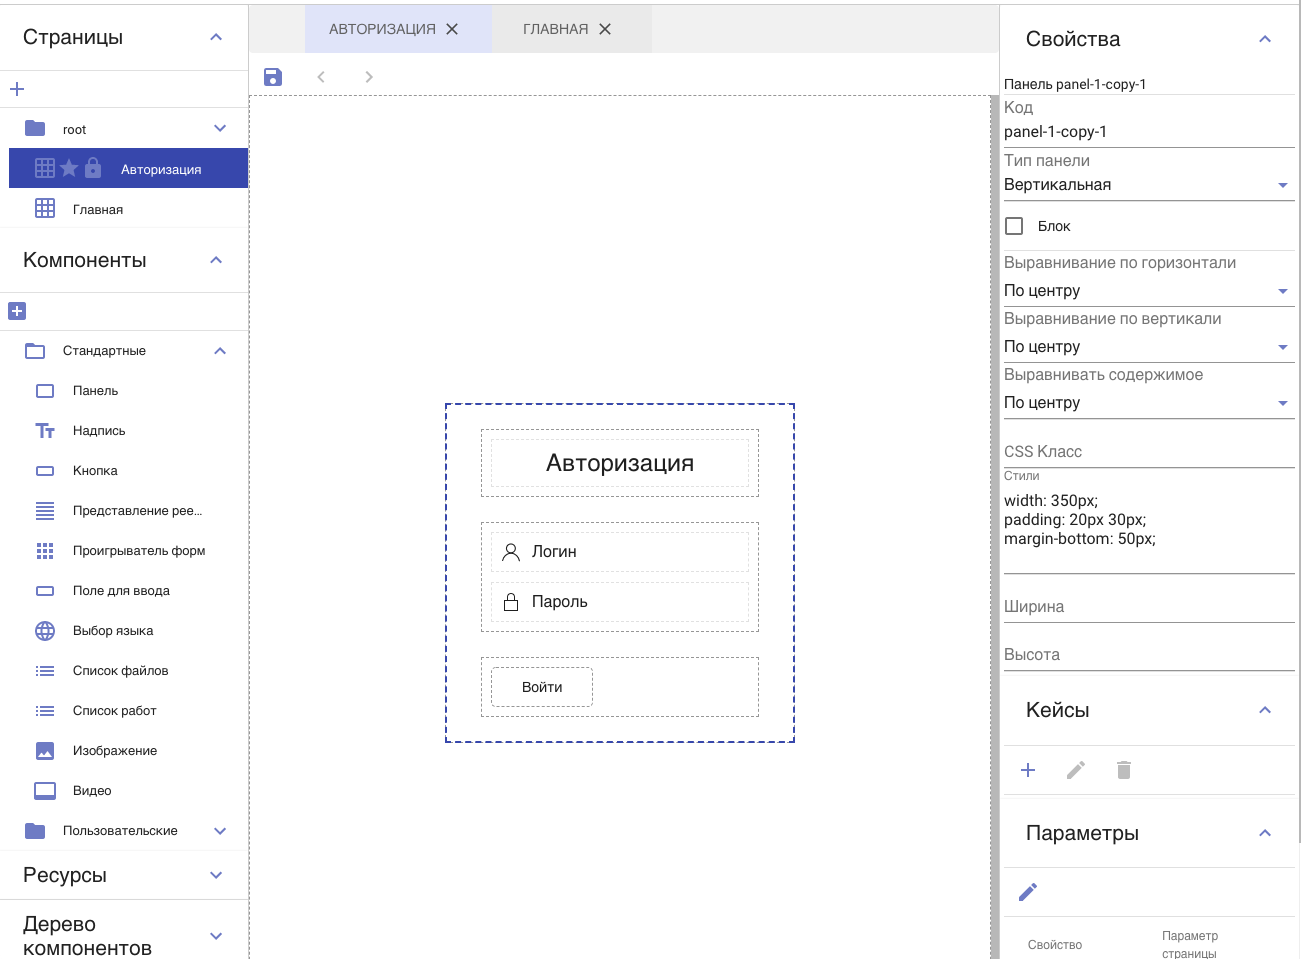 Страницы
root
Авторизация
Главная
Компоненты
Стандартные
Панель
Надпись
Кнопка
Представление рее...
Проигрыватель форм
Поле для ввода
Выбор языка
Список файлов
Список работ
Изображение
Видео
Пользовательские
Ресурсы
Дерево
компонентов
АВТОРИЗАЦИЯ
ГЛАВНАЯ
Авторизация
Логин
Пароль
Войти
Свойства
Панель panel-1-copy-1
Код
panel-1-copy-1
Тип панели
Вертикальная
Блок
Выравнивание по горизонтали
По центру
Выравнивание по вертикали
По центру
Выравнивать содержимое
По центру
CSS Класс
Стили
width: 350px;
padding: 20px 30px;
margin-bottom: 50px;
Ширина
Высота
Кейсы
Параметры
Свойство
Параметр
страницы